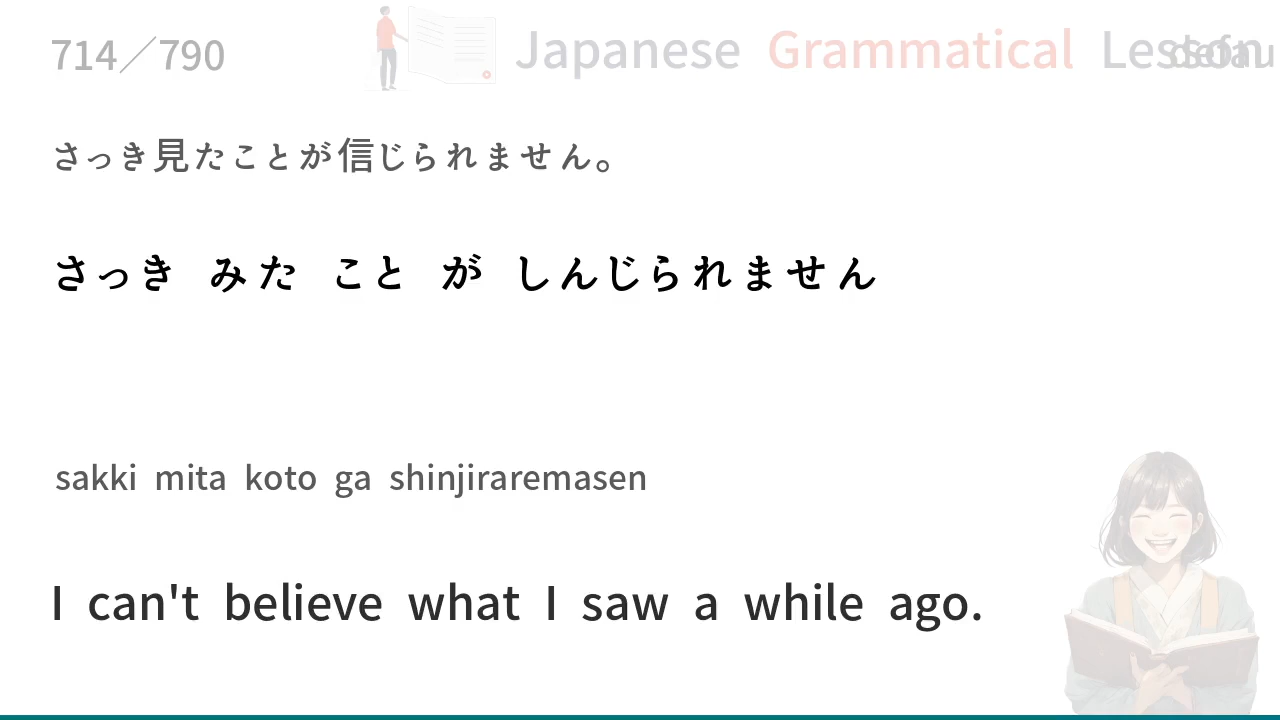 714／790
Japanese Grammatical Lesson
さっき見たことが信じられません。
さっき みた こと が しんじられません
sakki mita koto ga shinjiraremasen
I can't believe what I saw a while ago.